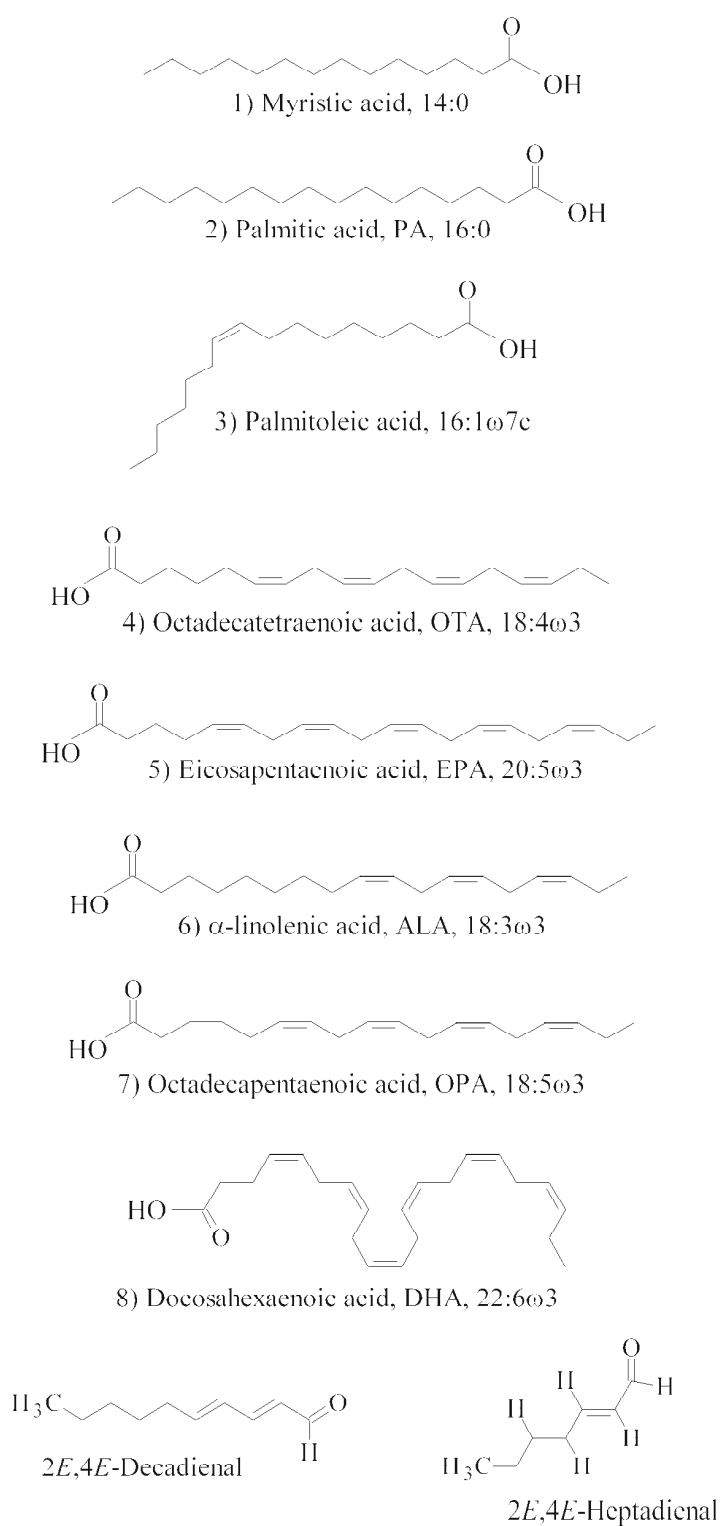 O
OH
1) Myristic acid, 14:0
O
OH
2) Palmitic acid, PA, 16:0
O
OH
3) Palmitoleic acid, 16:1ω7c
O
HO
4) Octadecatetraenoic acid, OTA, 18:4ω3
O
HO
5) Eicosapentaenoic acid, EPA, 20:5ω3
O
HO
6) α-linolenic acid, ALA, 18:3ω3
O
HO
7) Octadecapentaenoic acid, OPA, 18:5ω3
HO
O
8) Docosahexaenoic acid, DHA, 22:6ω3
H₃C
O
H
2E,4E-Decadienal
O
H
H
H
H
H₃C
H
2E,4E-Heptadienal